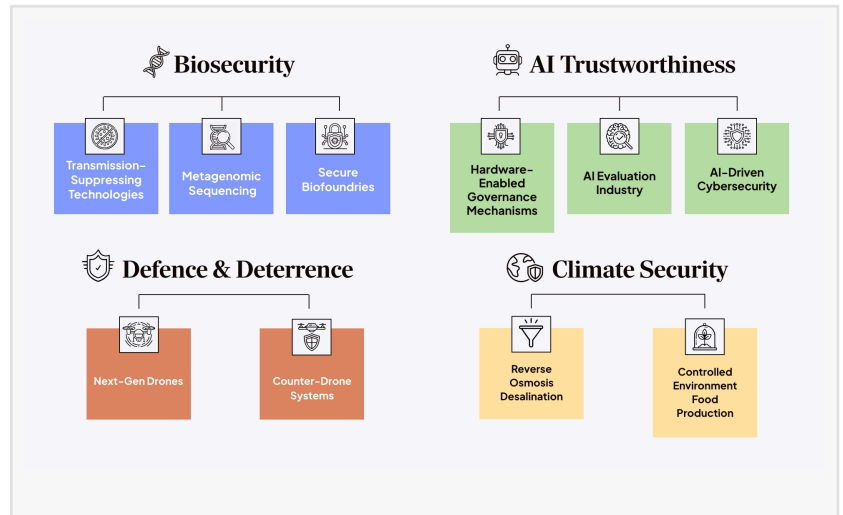 Biosecurity
Transmission-
Suppressing
Technologies
Metagenomic
Sequencing
Secure
Biofoundries
AI Trustworthiness
Hardware-
Enabled
Governance
Mechanisms
AI Evaluation
Industry
AI-Driven
Cybersecurity
Defence & Deterrence
Next-Gen Drones
Counter-Drone
Systems
Climate Security
Reverse
Osmosis
Desalination
Controlled
Environment
Food
Production